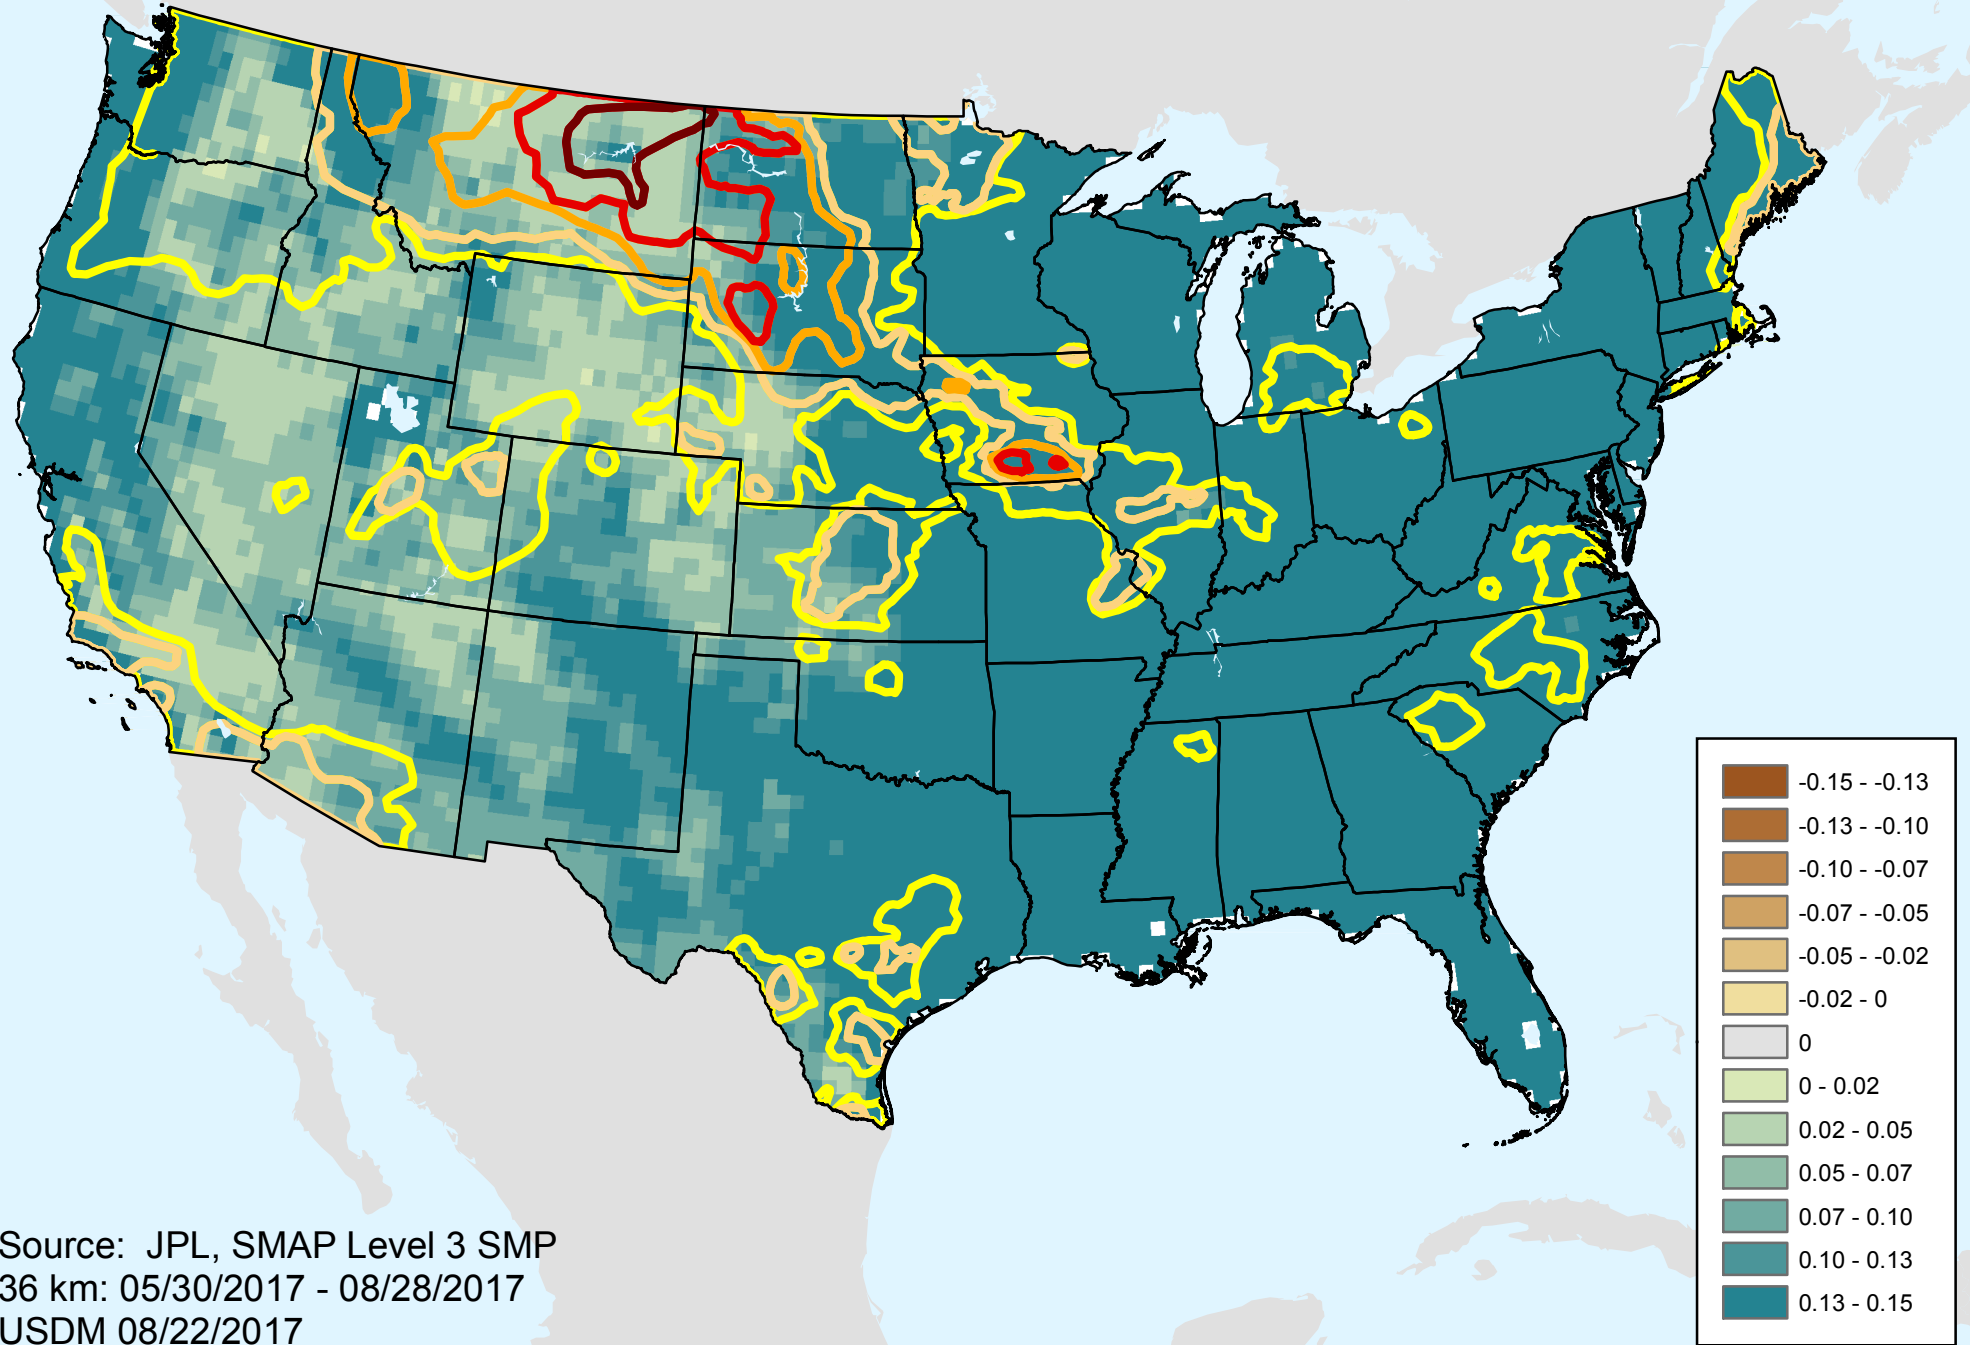 -0.15 - -0.13
-0.13 - -0.10
-0.10 - -0.07
-0.07 - -0.05
-0.05 - -0.02
-0.02 - 0
0
0 - 0.02
0.02 - 0.05
0.05 - 0.07
0.07 - 0.10
0.10 - 0.13
0.13 - 0.15
Source: JPL, SMAP Level 3 SMP
36 km: 05/30/2017 - 08/28/2017
USDM 08/22/2017